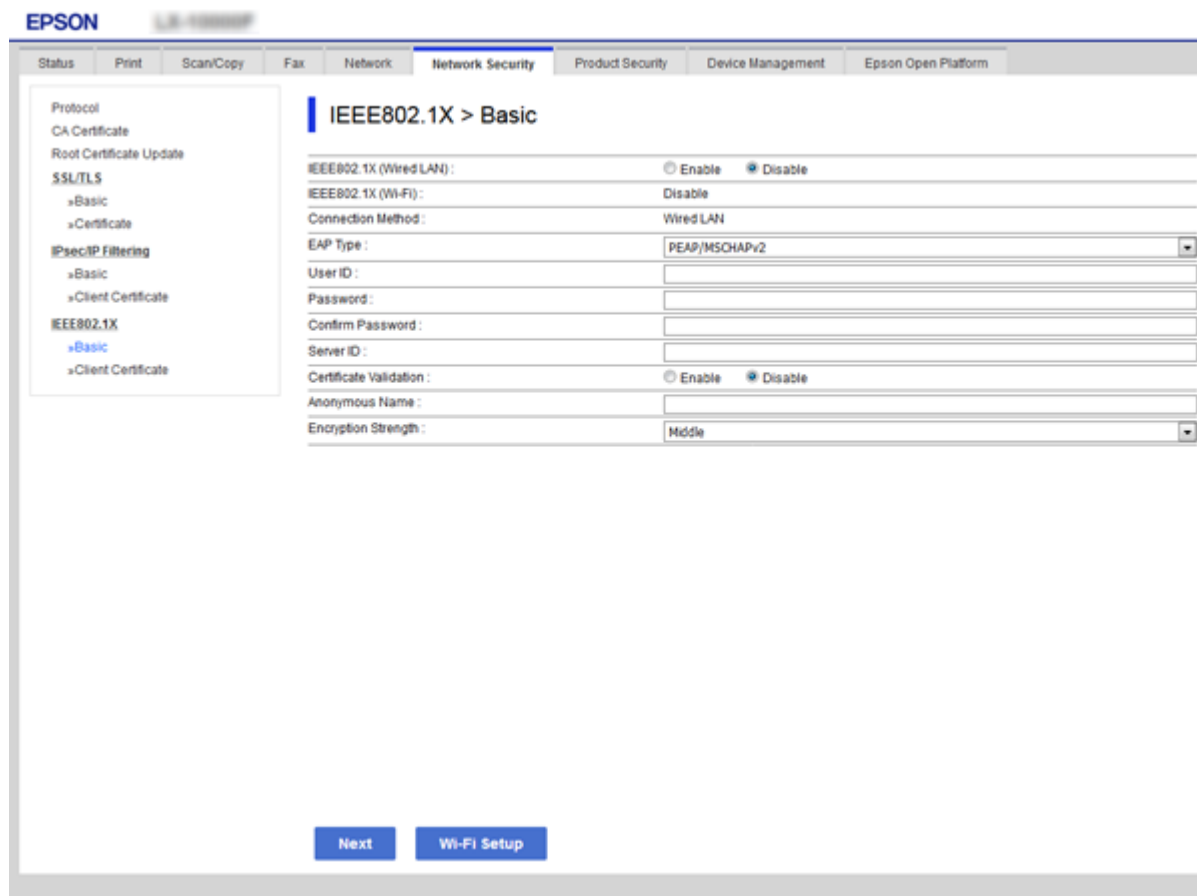 EPSON
Status Print Scan/Copy Fax Network Network Security Product Security Device Management Epson Open Platform
Protocol
CA Certificate
Root Certificate Update
SSL/TLS
»Basic
»Certificate
IPsec/IP Filtering
»Basic
»Client Certificate
IEEE802.1X
»Basic
»Client Certificate
IEEE802.1X > Basic
IEEE802.1X (Wired LAN) : Enable Disable
IEEE802.1X (Wi-Fi) : Disable
Connection Method : Wired LAN
EAP Type : PEAP/MSCHAPv2
User ID :
Password :
Confirm Password :
Server ID :
Certificate Validation : Enable Disable
Anonymous Name :
Encryption Strength : Middle
Next Wi-Fi Setup